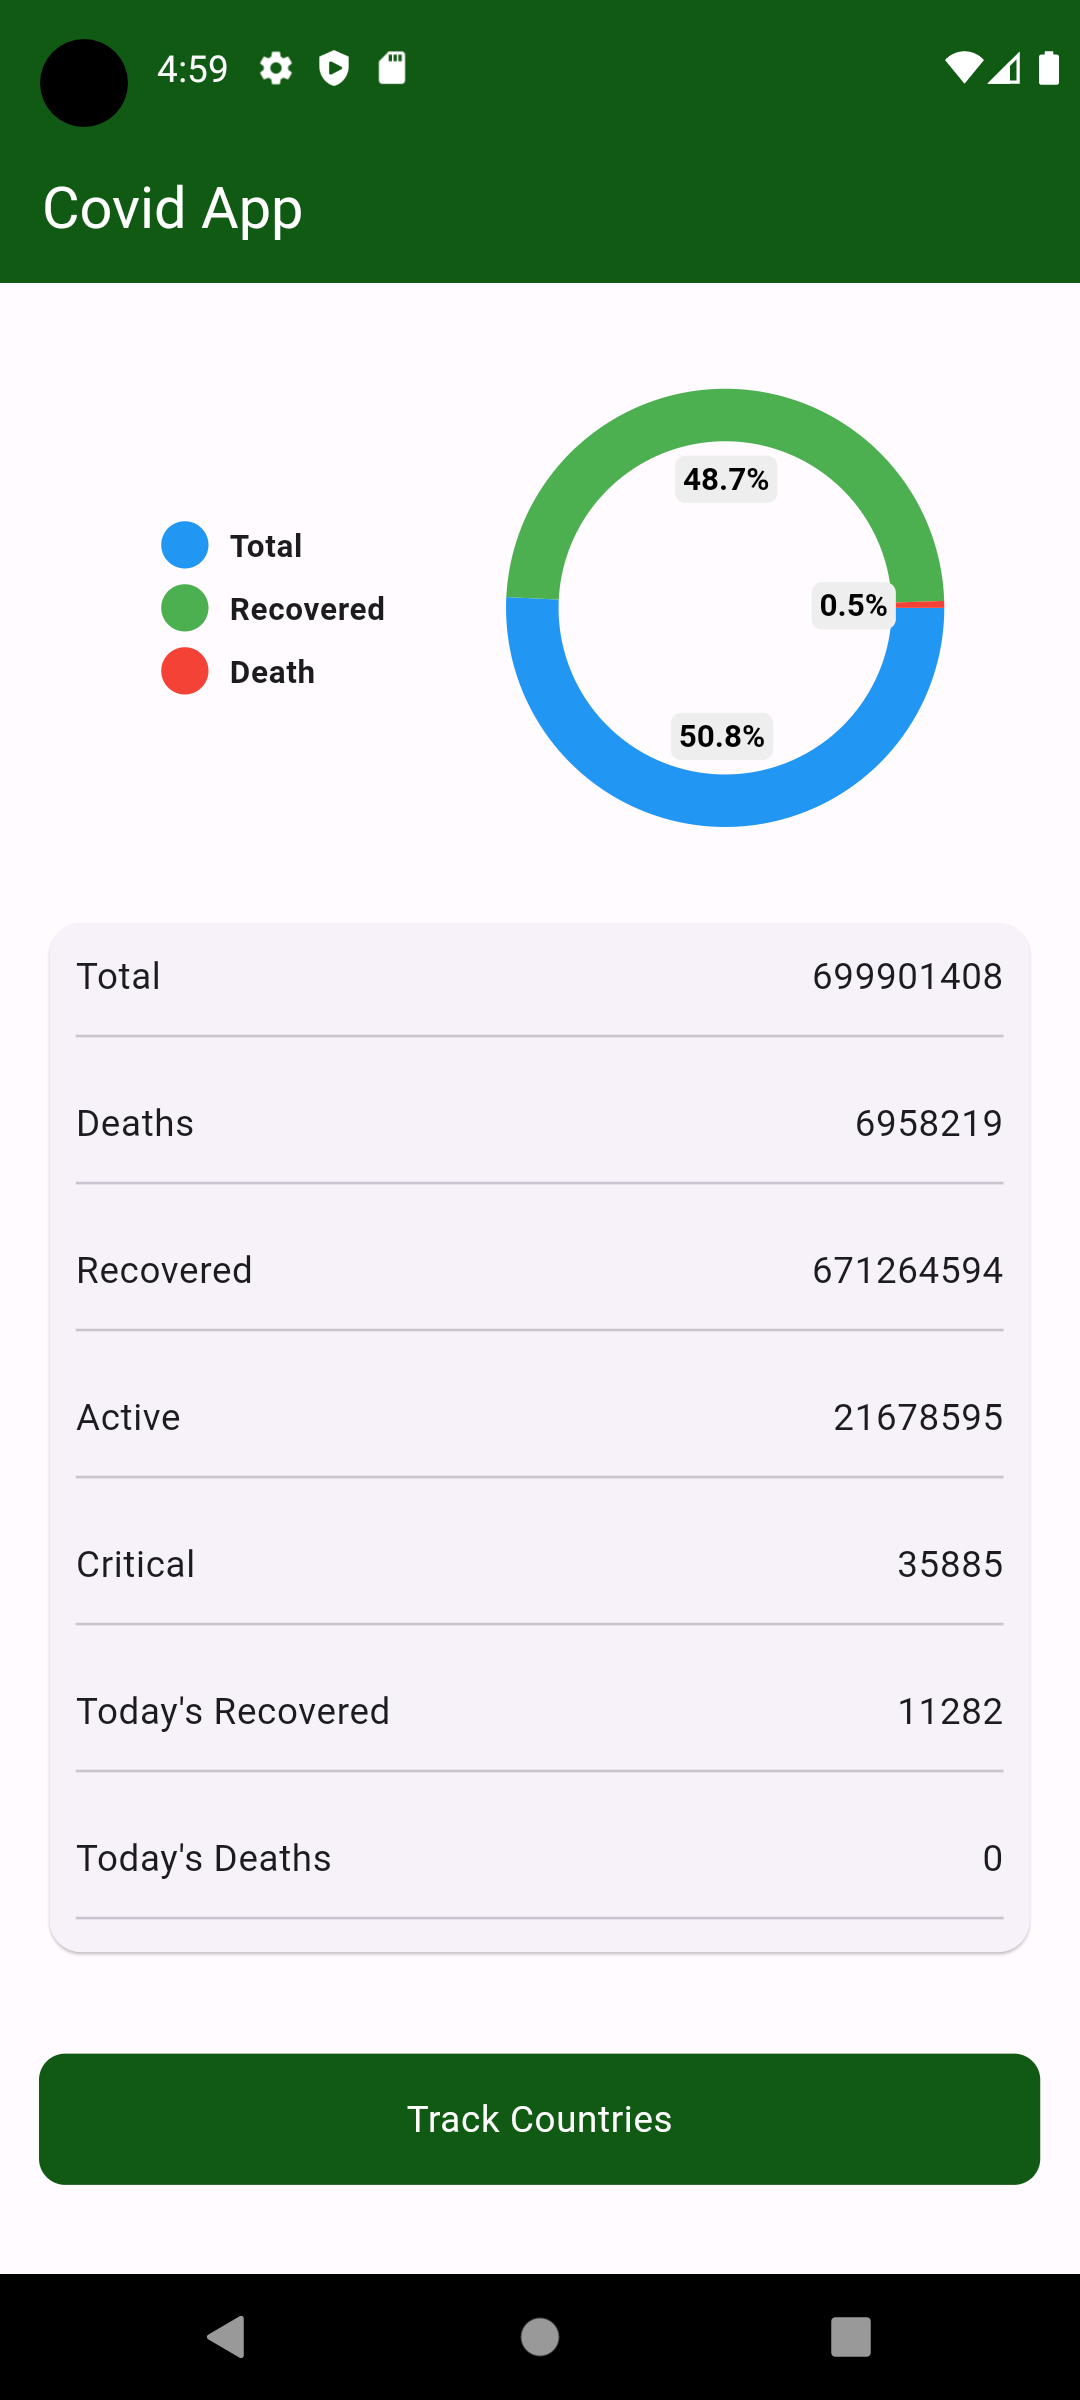 4:59
Covid App
Total
Recovered
Death
48.7%
0.5%
50.8%
Total 699901408
Deaths 6958219
Recovered 671264594
Active 21678595
Critical 35885
Today's Recovered 11282
Today's Deaths 0
Track Countries